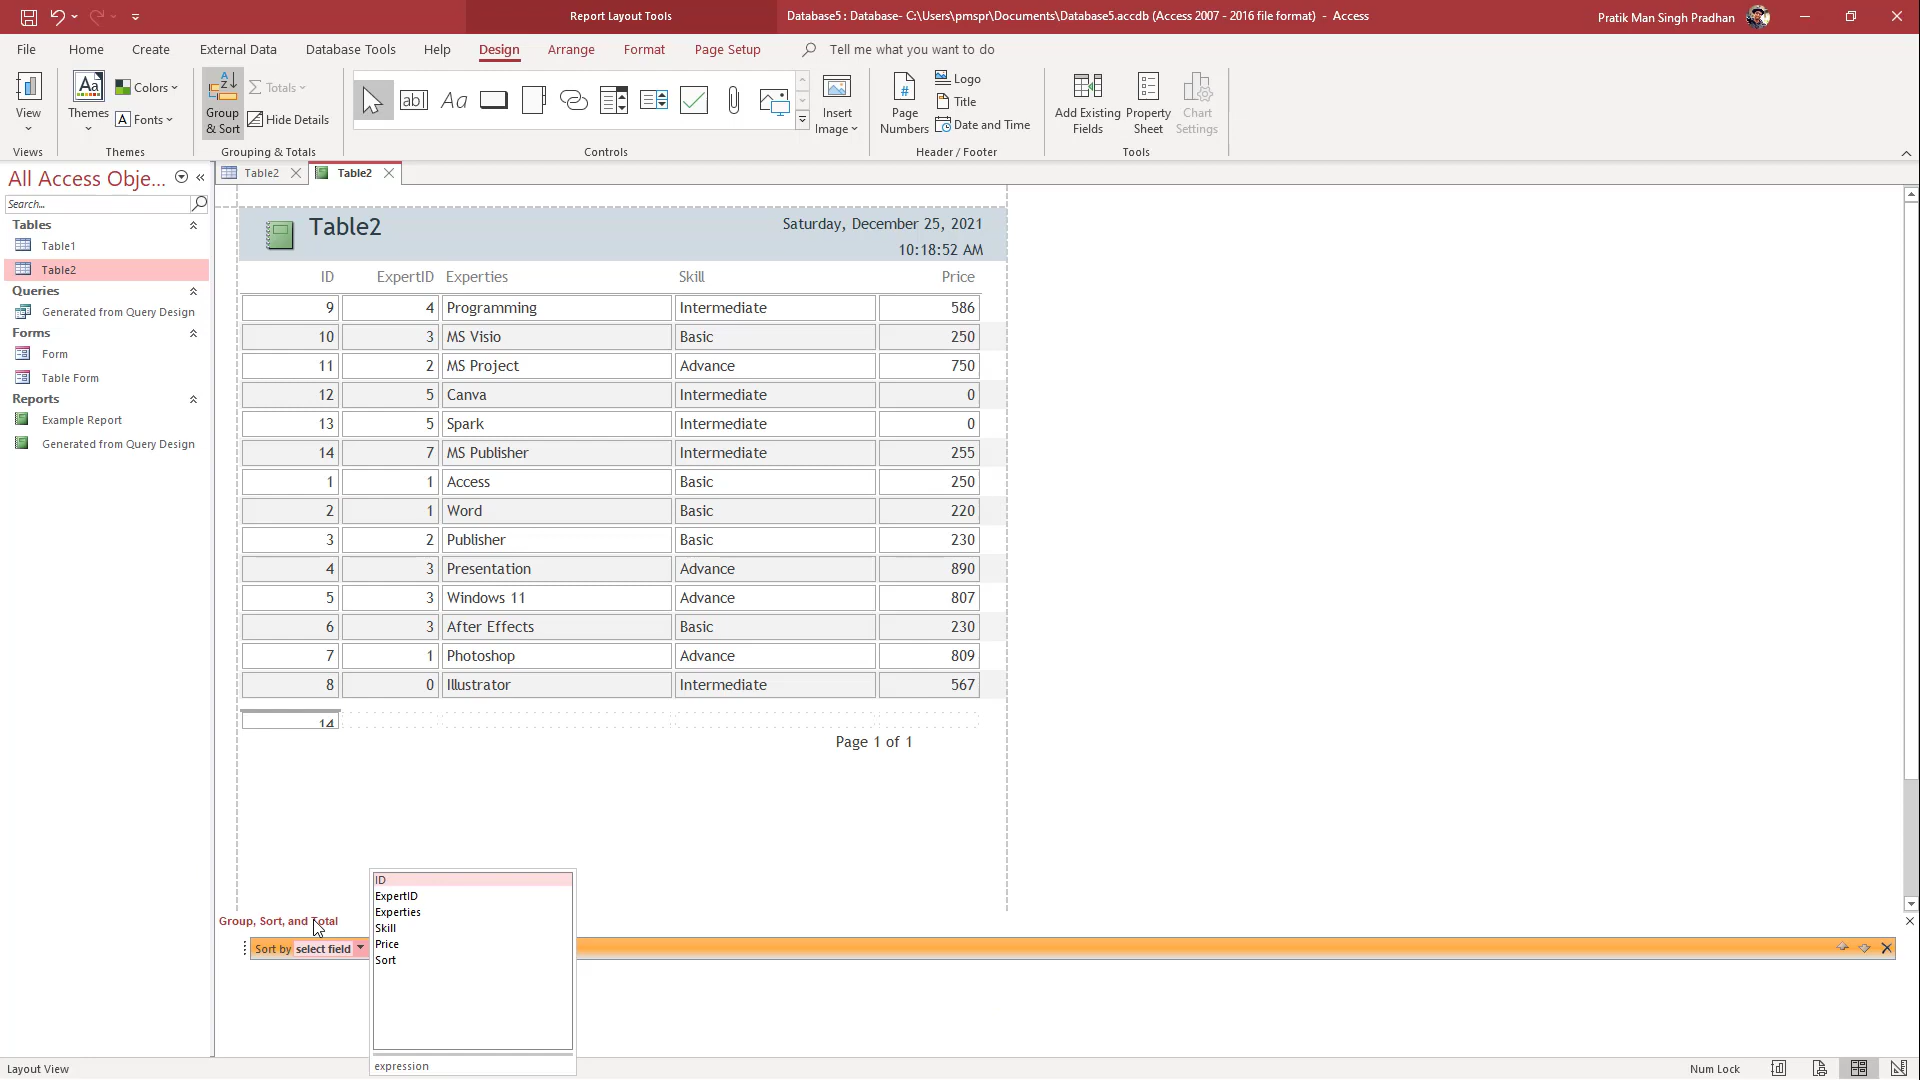 Report Layout Tools
Database5 : Database- C:\Users\pmspr\Documents\Database5.accdb (Access 2007 - 2016 file format) - Access
Pratik Man Singh Pradhan
File Home Create External Data Database Tools Help Design Arrange Format Page Setup Tell me what you want to do
View
Views
Themes
Colors
Fonts
Themes
Group & Sort
Totals
Hide Details
Grouping & Totals
ab|
Aa
Controls
Insert Image
Page Numbers
Logo
Title
Date and Time
Header / Footer
Add Existing Fields
Property Sheet
Chart Settings
Tools
All Access Obje...
Search...
Tables
Table1
Table2
Queries
Generated from Query Design
Forms
Form
Table Form
Reports
Example Report
Generated from Query Design
Table2 Table2
Table2
Saturday, December 25, 2021
10:18:52 AM
ID ExpertID Experties Skill Price
9 4 Programming Intermediate 586
10 3 MS Visio Basic 250
11 2 MS Project Advance 750
12 5 Canva Intermediate 0
13 5 Spark Intermediate 0
14 7 MS Publisher Intermediate 255
1 1 Access Basic 250
2 1 Word Basic 220
3 2 Publisher Basic 230
4 3 Presentation Advance 890
5 3 Windows 11 Advance 807
6 3 After Effects Basic 230
7 1 Photoshop Advance 809
8 0 Illustrator Intermediate 567
14
Page 1 of 1
Group, Sort, and Total
Sort by select field
ID
ExpertID
Experties
Skill
Price
Sort
expression
Layout View
Num Lock